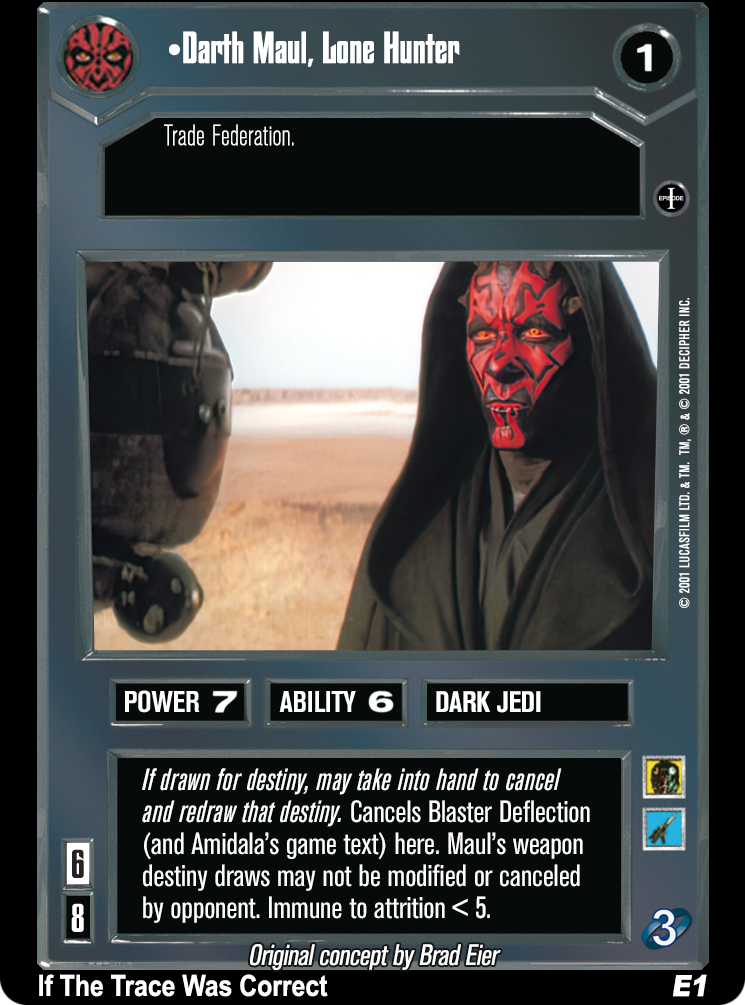 •Darth Maul, Lone Hunter
1
Trade Federation.
EPISODE
I
© 2001 LUCASFILM LTD. & TM. TM, ® & © 2001 DECIPHER INC.
POWER 7
ABILITY 6
DARK JEDI
If drawn for destiny, may take into hand to cancel
and redraw that destiny. Cancels Blaster Deflection
(and Amidala's game text) here. Maul's weapon
destiny draws may not be modified or canceled
by opponent. Immune to attrition < 5.
6
8
3
Original concept by Brad Eier
If The Trace Was Correct
E1